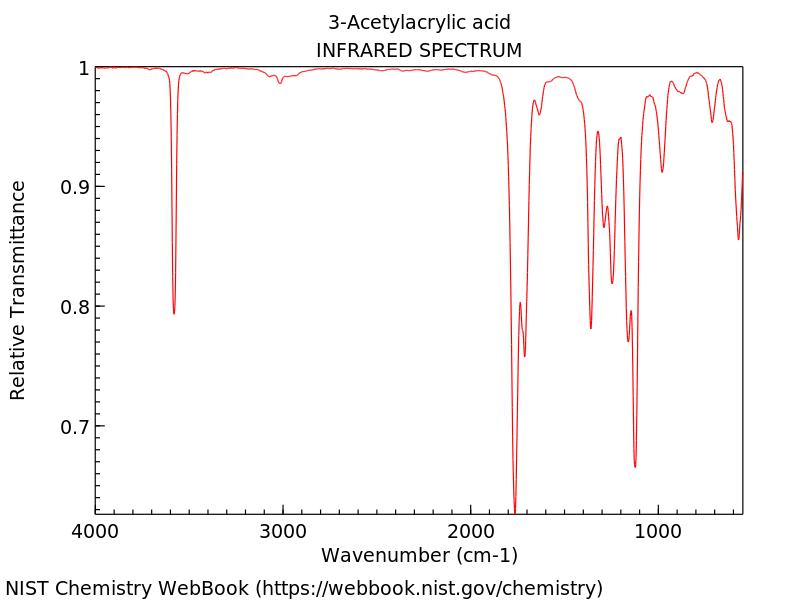 3-Acetylacrylic acid
INFRARED SPECTRUM
1
0.9
0.8
0.7
Relative Transmittance
4000 3000 2000 1000
Wavenumber (cm-1)
NIST Chemistry WebBook (https://webbook.nist.gov/chemistry)